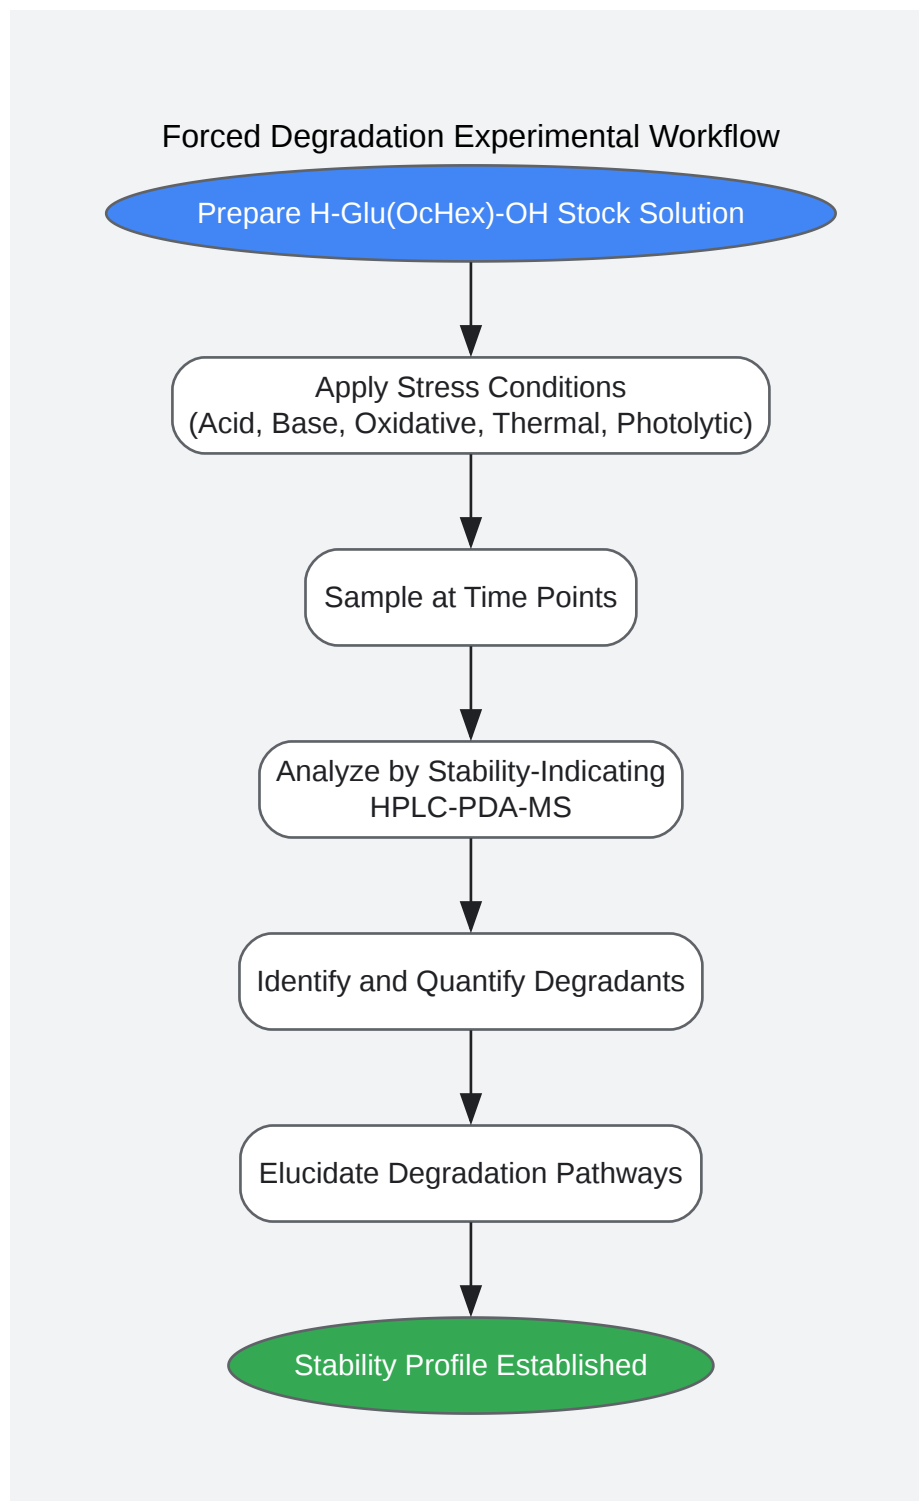 Forced Degradation Experimental Workflow
Prepare H-Glu(OcHex)-OH Stock Solution
Apply Stress Conditions
(Acid, Base, Oxidative, Thermal, Photolytic)
Sample at Time Points
Analyze by Stability-Indicating
HPLC-PDA-MS
Identify and Quantify Degradants
Elucidate Degradation Pathways
Stability Profile Established